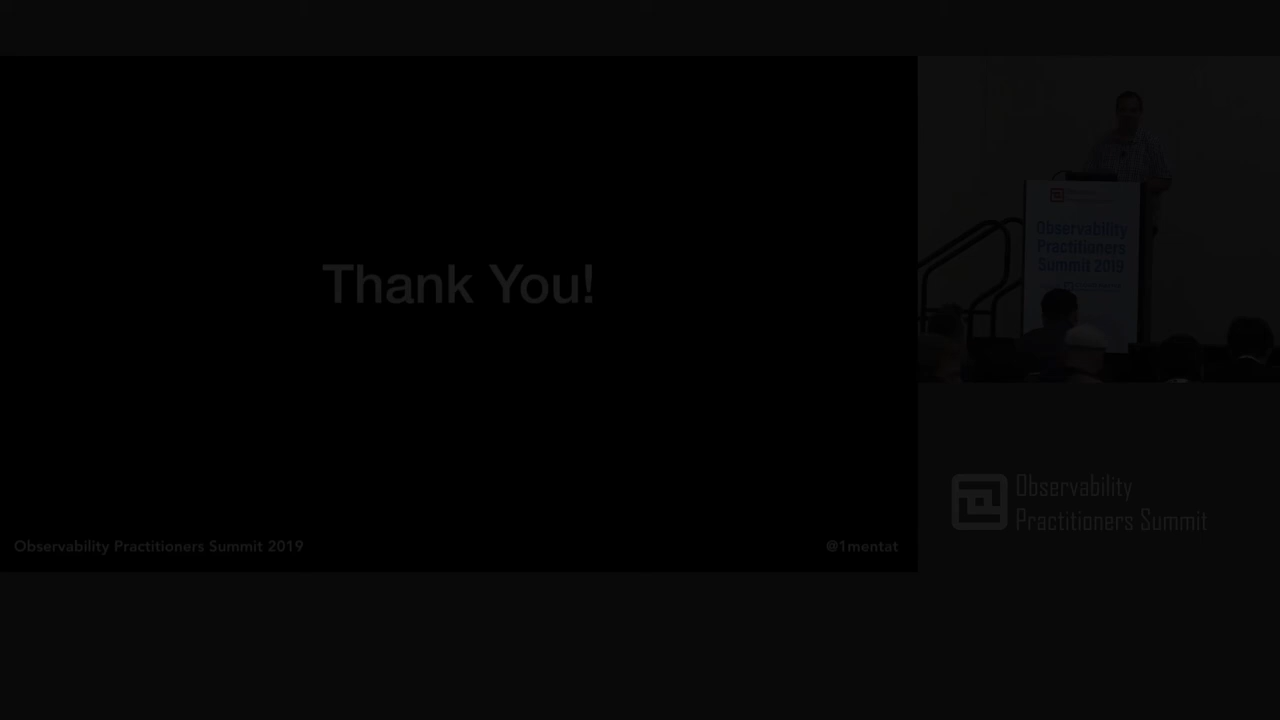 Thank You!
Observability Practitioners Summit 2019
@1mentat
Observability
Practitioners
Summit 2019
Observability
Practitioners Summit